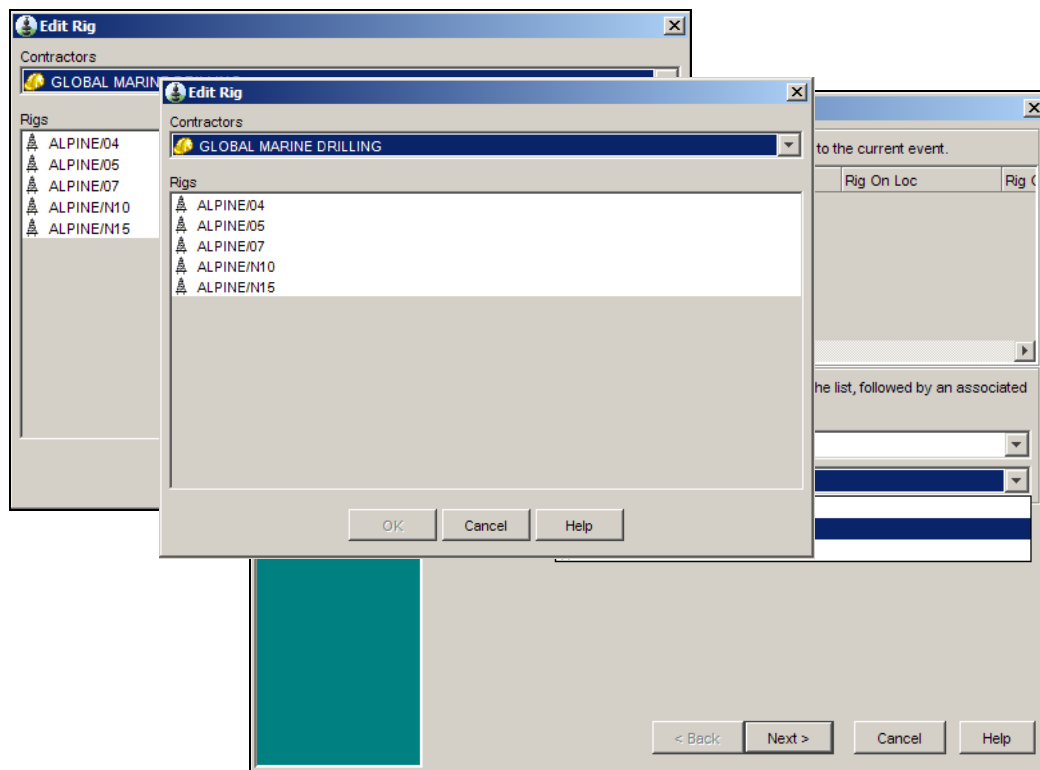 Edit Rig
Contractors
GLOBAL MARIN
Rigs
ALPINE/04
ALPINE/05
ALPINE/07
ALPINE/N10
ALPINE/N15
Edit Rig
Contractors
GLOBAL MARINE DRILLING
Rigs
ALPINE/04
ALPINE/05
ALPINE/07
ALPINE/N10
ALPINE/N15
OK Cancel Help
to the current event.
Rig On Loc Rig
he list, followed by an associated
< Back Next > Cancel Help